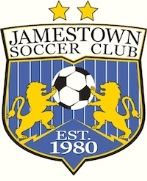 JAMESTOWN
SOCCER CLUB
EST.
1980